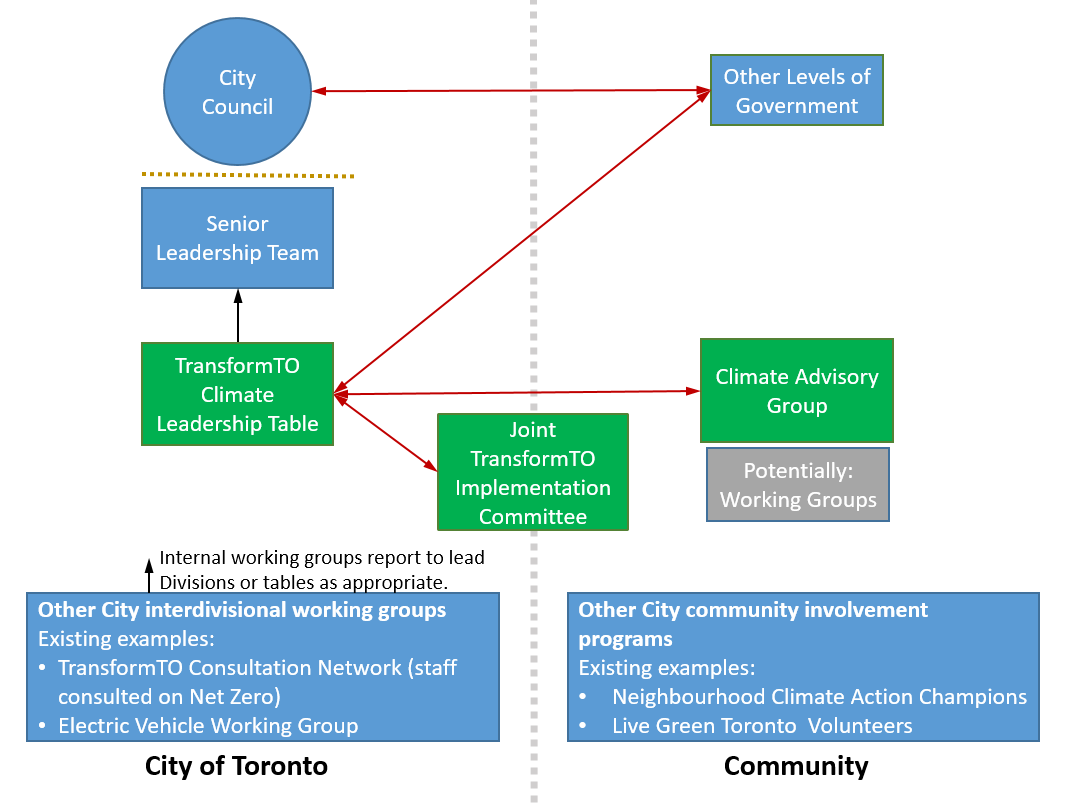 City
Council
Other Levels of
Government
Senior
Leadership Team
TransformTO
Climate
Leadership Table
Climate Advisory
Group
Joint
TransformTO
Implementation
Committee
Potentially:
Working Groups
Internal working groups report to lead
Divisions or tables as appropriate.
Other City interdivisional working groups
Existing examples:
• TransformTO Consultation Network (staff
consulted on Net Zero)
• Electric Vehicle Working Group
Other City community involvement
programs
Existing examples:
• Neighbourhood Climate Action Champions
• Live Green Toronto  Volunteers
City of Toronto
Community